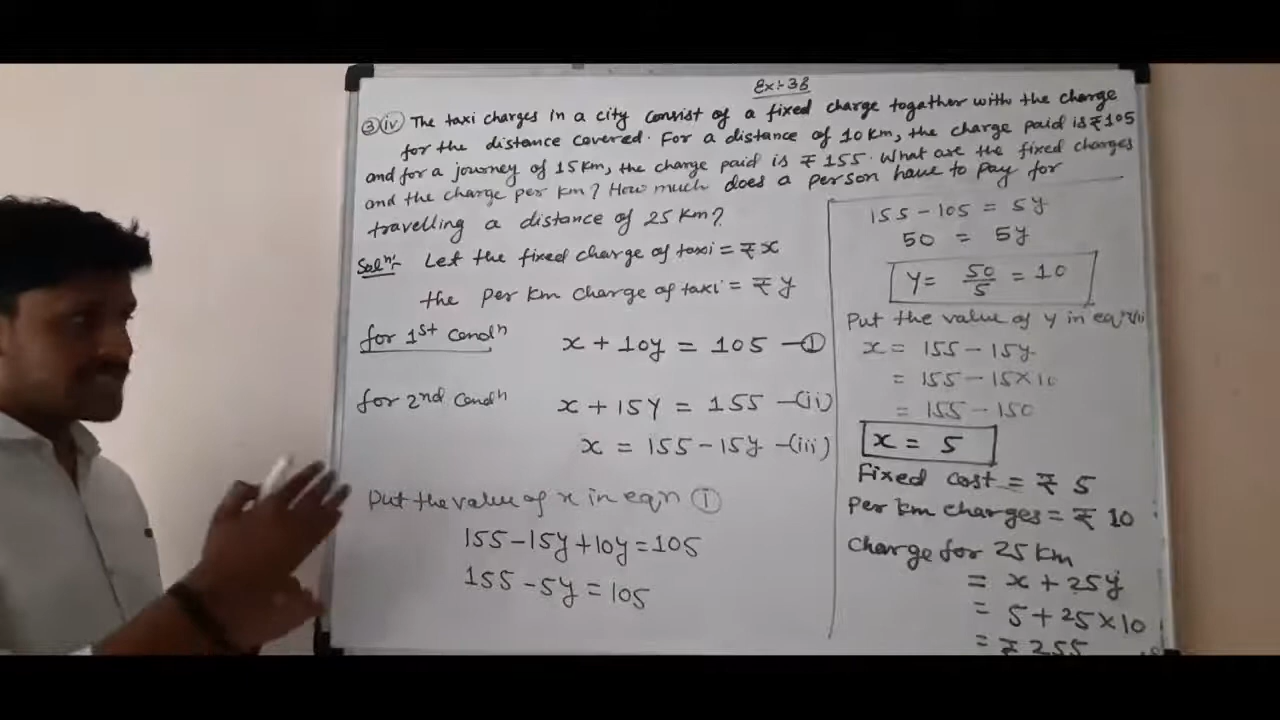 Ex:-3B
③(iv) The taxi charges in a city consist of a fixed charge togather with the charge
for the distance covered. For a distance of 10 Km, the charge paid is ₹105
and for a journey of 15 Km, the charge paid is ₹ 155. What are the fixed charges
and the charge per km? How much does a person have to pay for
travelling a distance of 25 Km?
Solⁿ:- Let the fixed charge of taxi = ₹ x
the per Km charge of taxi = ₹ y
for 1st Condⁿ x + 10y = 105 —①
for 2nd Condⁿ x + 15y = 155 —(ii)
x = 155 - 15y —(iii)
Put the value of x in eqn ①
155 - 15y + 10y = 105
155 - 5y = 105
155 - 105 = 5y
50 = 5y
y = 50/5 = 10
Put the value of y in eqⁿ(iii
x = 155 - 15y
= 155 - 15×10
= 155 - 150
x = 5
Fixed cost = ₹ 5
Per km charges = ₹ 10
Charge for 25 Km
= x + 25y
= 5 + 25×10
= ₹ 255